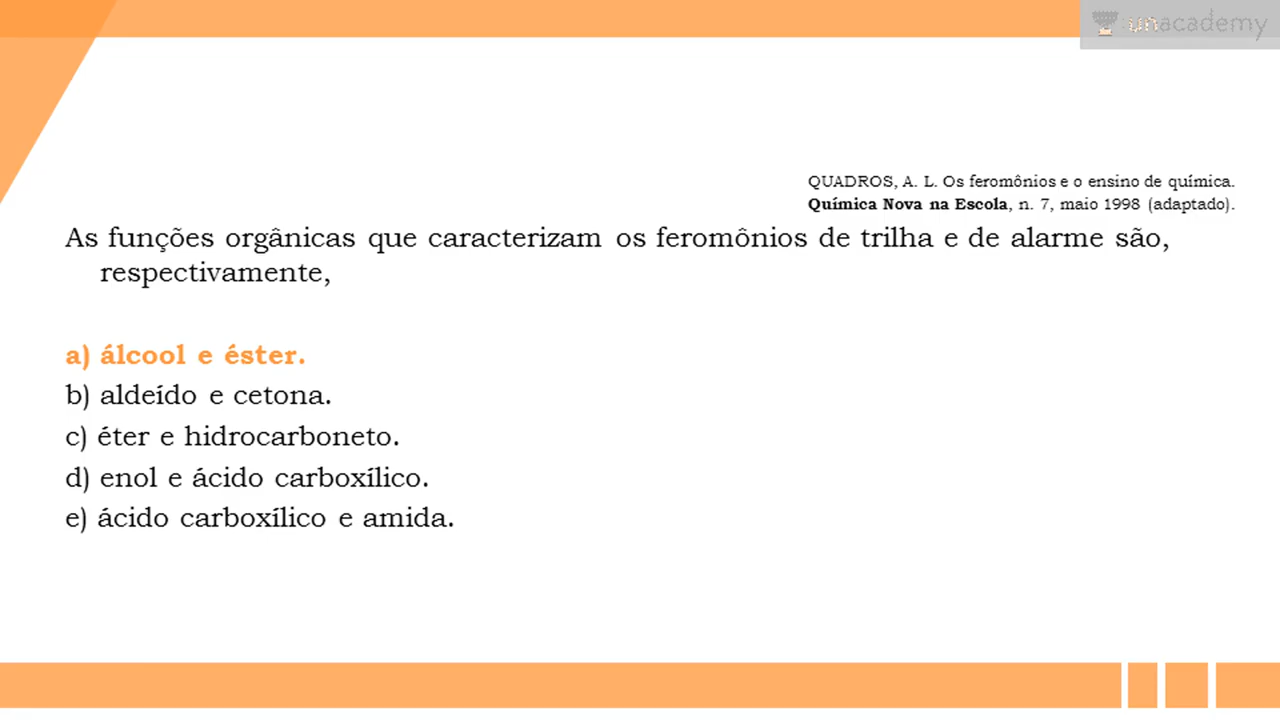 unacademy
QUADROS, A. L. Os feromônios e o ensino de química.
Química Nova na Escola, n. 7, maio 1998 (adaptado).
As funções orgânicas que caracterizam os feromônios de trilha e de alarme são,
respectivamente,
a) álcool e éster.
b) aldeído e cetona.
c) éter e hidrocarboneto.
d) enol e ácido carboxílico.
e) ácido carboxílico e amida.